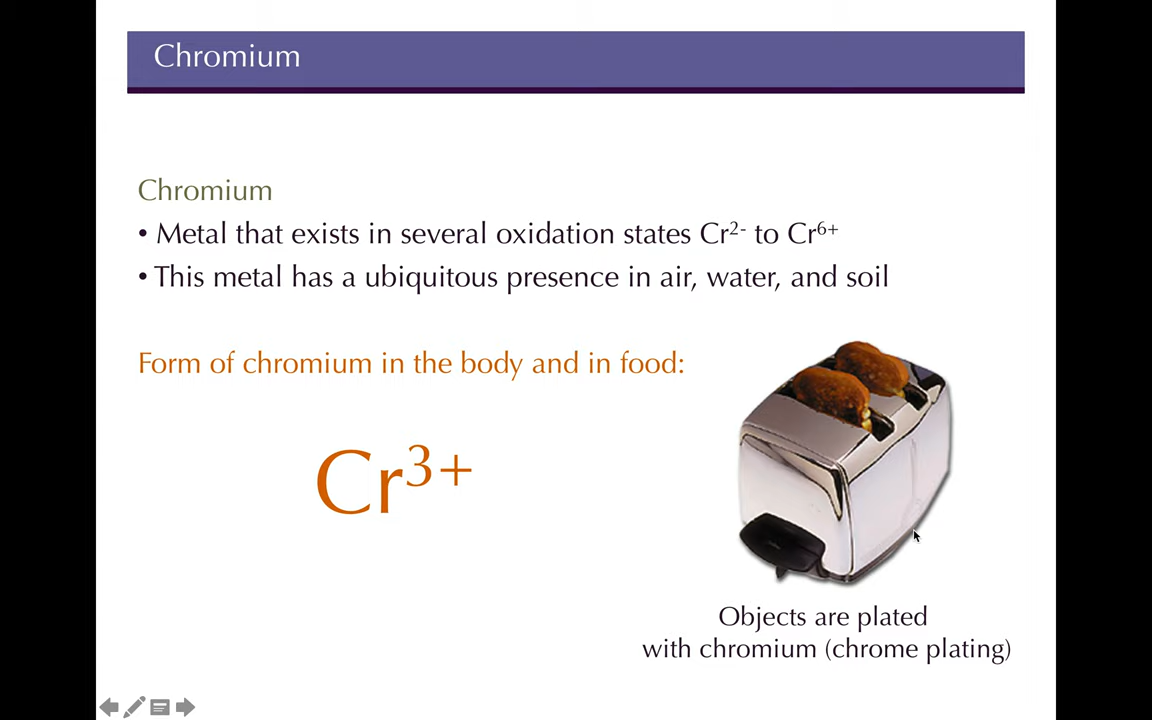 Chromium
Chromium
• Metal that exists in several oxidation states Cr²⁻ to Cr⁶⁺
• This metal has a ubiquitous presence in air, water, and soil
Form of chromium in the body and in food:
Cr³⁺
Objects are plated
with chromium (chrome plating)